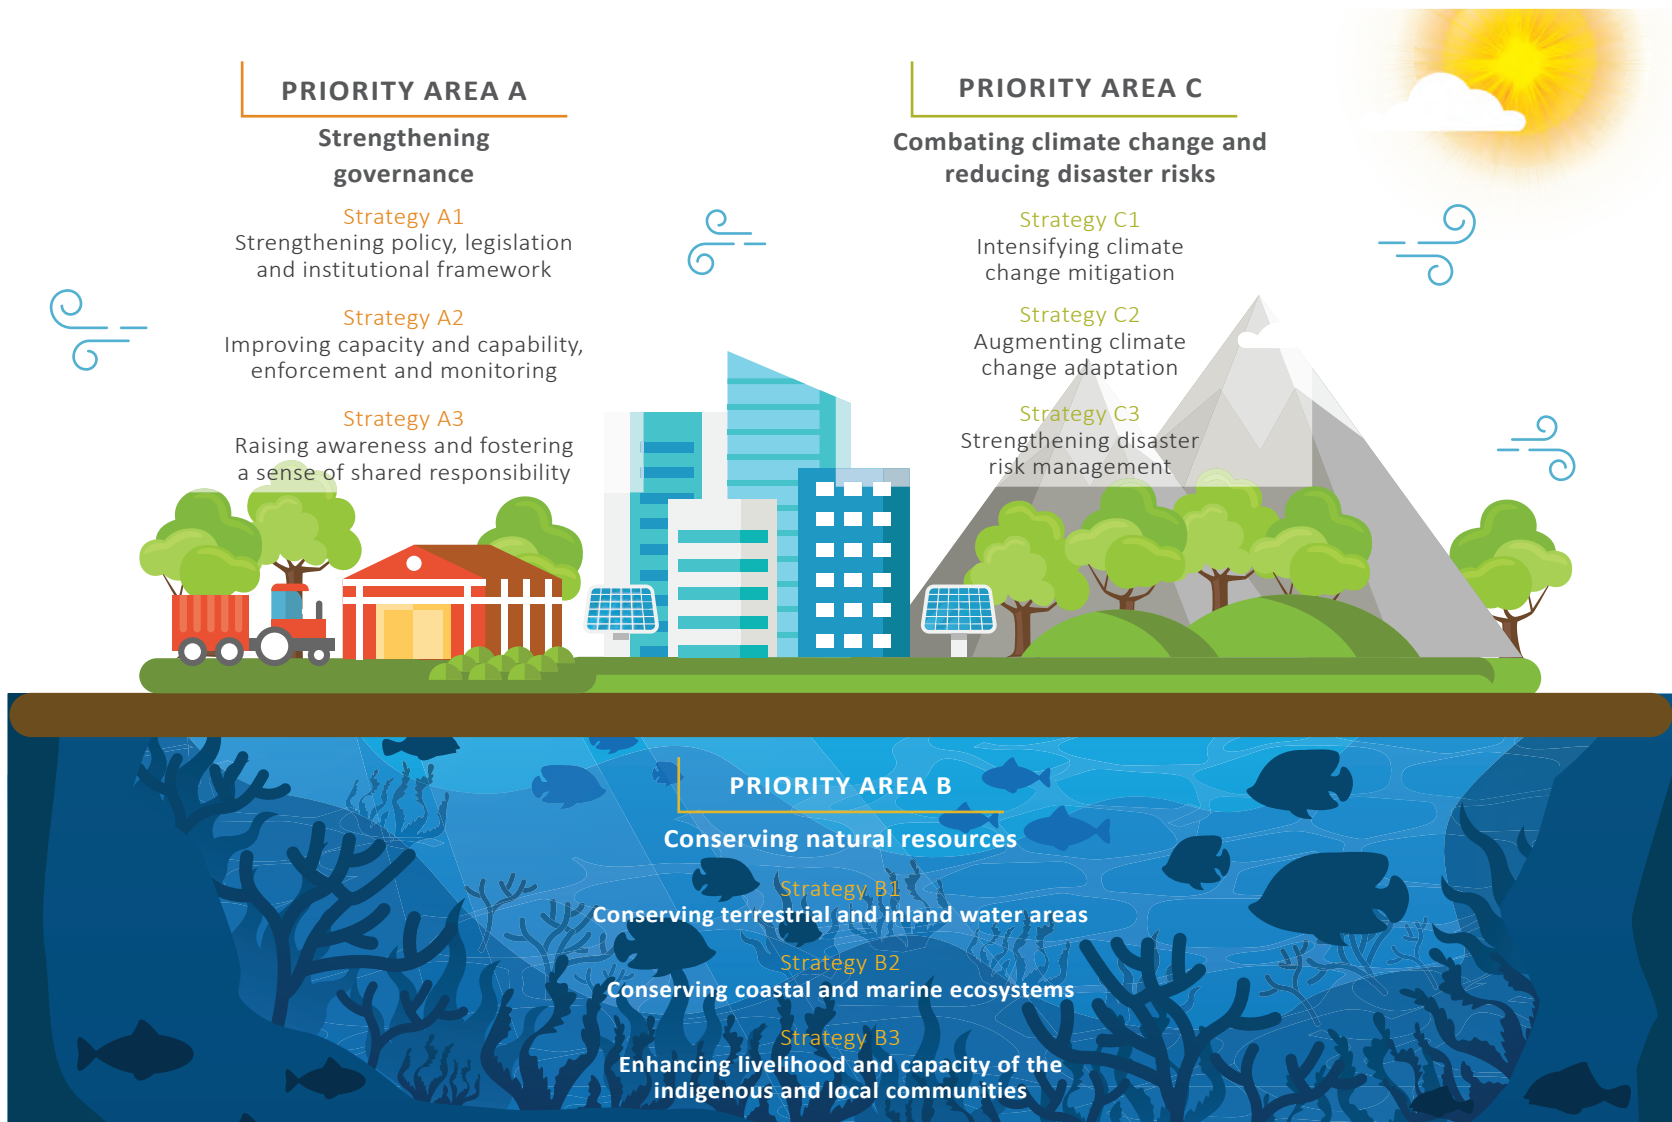 PRIORITY AREA A
Strengthening
governance
Strategy A1
Strengthening policy, legislation
and institutional framework
Strategy A2
Improving capacity and capability,
enforcement and monitoring
Strategy A3
Raising awareness and fostering
a sense of shared responsibility
PRIORITY AREA C
Combating climate change and
reducing disaster risks
Strategy C1
Intensifying climate
change mitigation
Strategy C2
Augmenting climate
change adaptation
Strategy C3
Strengthening disaster
risk management
PRIORITY AREA B
Conserving natural resources
Strategy B1
Conserving terrestrial and inland water areas
Strategy B2
Conserving coastal and marine ecosystems
Strategy B3
Enhancing livelihood and capacity of the
indigenous and local communities